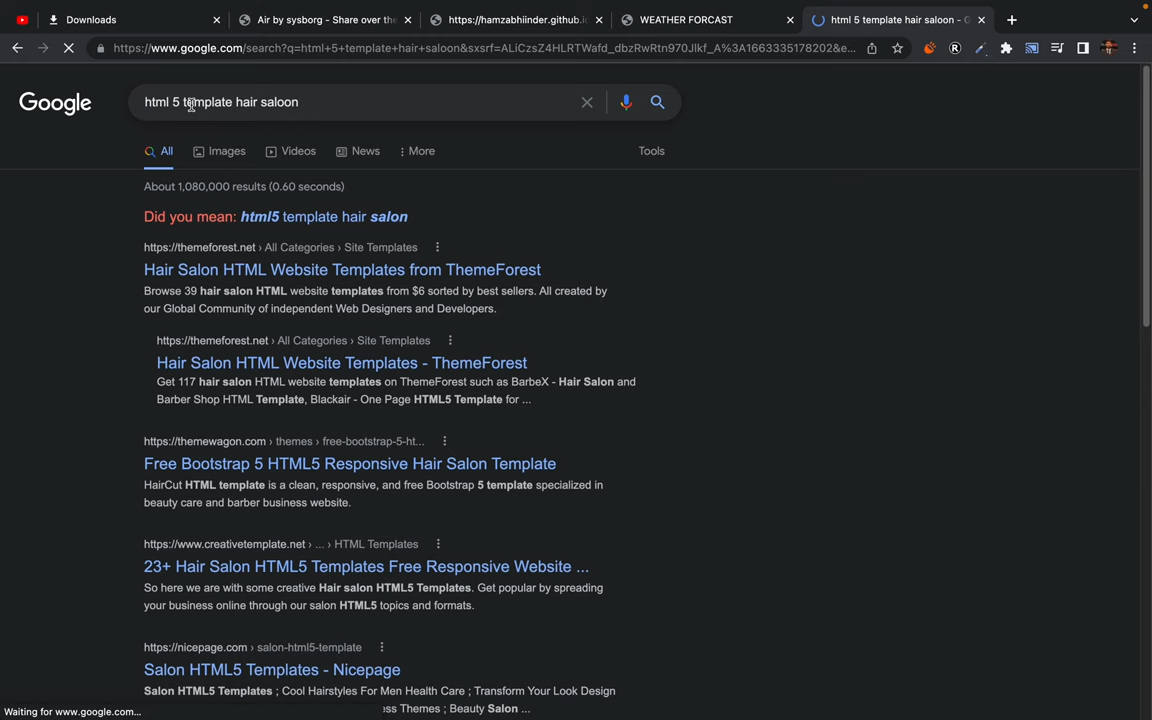 Downloads
Air by sysborg - Share over the
https://hamzabhiinder.github.io
WEATHER FORCAST
html 5 template hair saloon - G
https://www.google.com/search?q=html+5+template+hair+saloon&sxsrf=ALiCzsZ4HLRTWafd_dbzRwRtn970Jlkf_A%3A1663335178202&e...
Google
html 5 template hair saloon
All
Images
Videos
News
More
Tools
About 1,080,000 results (0.60 seconds)
Did you mean: html5 template hair salon
https://themeforest.net › All Categories › Site Templates
Hair Salon HTML Website Templates from ThemeForest
Browse 39 hair salon HTML website templates from $6 sorted by best sellers. All created by
our Global Community of independent Web Designers and Developers.
https://themeforest.net › All Categories › Site Templates
Hair Salon HTML Website Templates - ThemeForest
Get 117 hair salon HTML website templates on ThemeForest such as BarbeX - Hair Salon and
Barber Shop HTML Template, Blackair - One Page HTML5 Template for ...
https://themewagon.com › themes › free-bootstrap-5-ht...
Free Bootstrap 5 HTML5 Responsive Hair Salon Template
HairCut HTML template is a clean, responsive, and free Bootstrap 5 template specialized in
beauty care and barber business website.
https://www.creativetemplate.net › ... › HTML Templates
23+ Hair Salon HTML5 Templates Free Responsive Website ...
So here we are with some creative Hair salon HTML5 Templates. Get popular by spreading
your business online through our salon HTML5 topics and formats.
https://nicepage.com › salon-html5-template
Salon HTML5 Templates - Nicepage
Salon HTML5 Templates ; Cool Hairstyles For Men Health Care ; Transform Your Look Design
ess Themes ; Beauty Salon ...
Waiting for www.google.com...